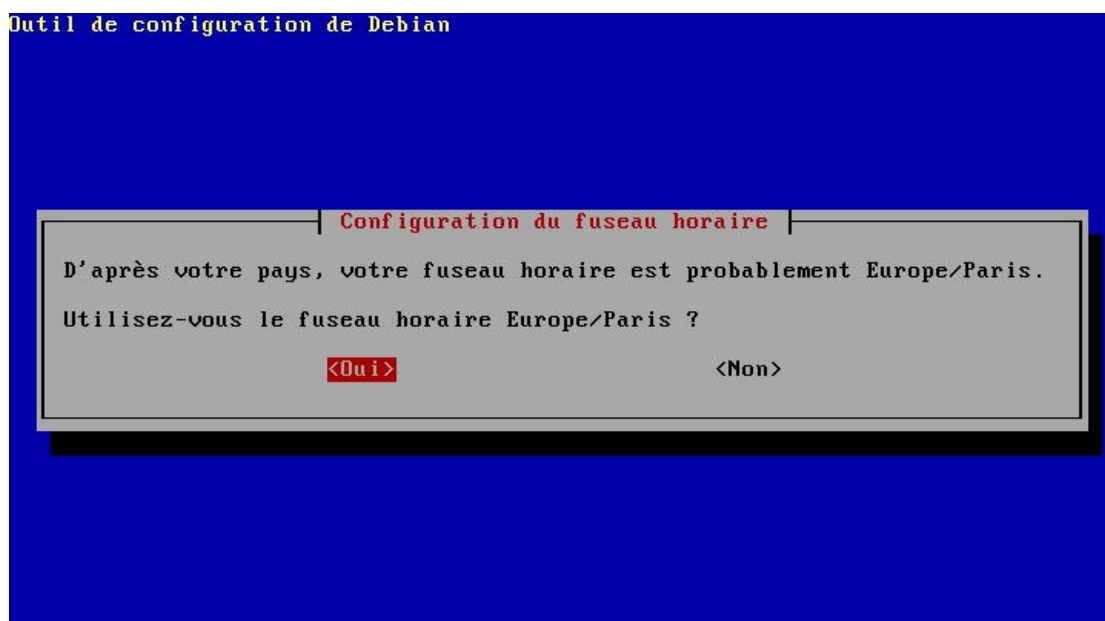 Outil de configuration de Debian
Configuration du fuseau horaire
D'après votre pays, votre fuseau horaire est probablement Europe/Paris.
Utilisez-vous le fuseau horaire Europe/Paris ?
<Oui> <Non>